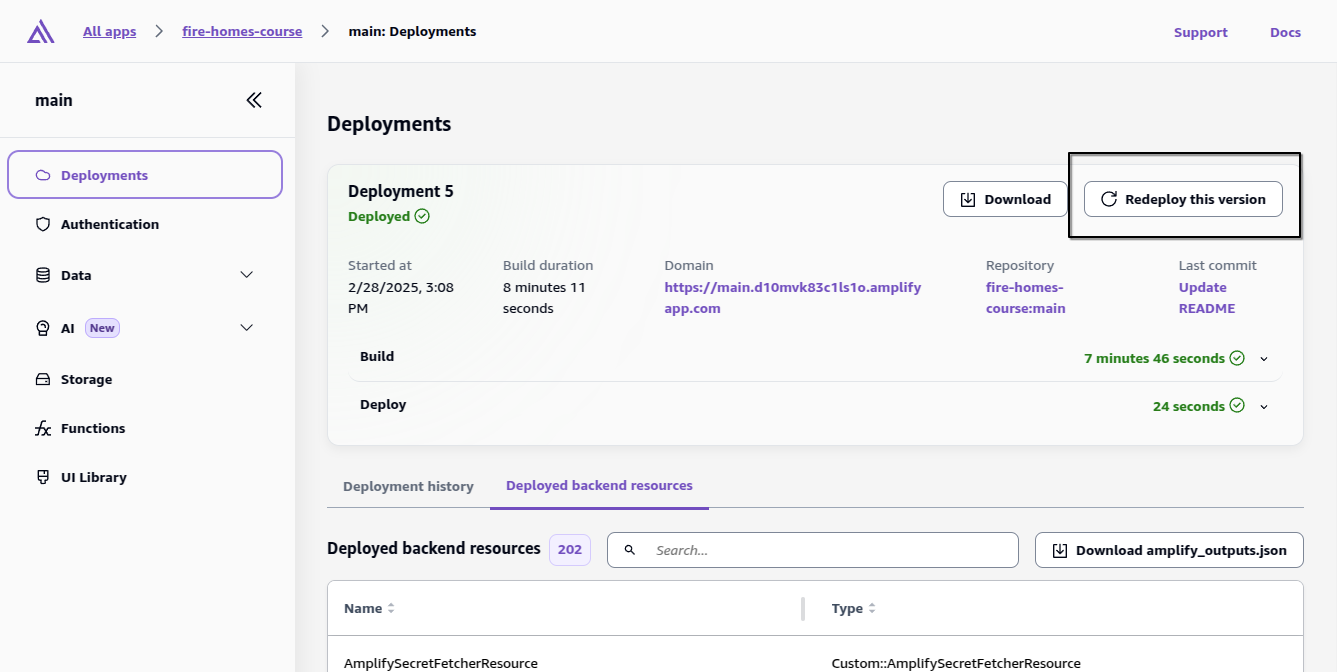 All apps
fire-homes-course
main: Deployments
Support
Docs
main
Deployments
Authentication
Data
AI New
Storage
Functions
UI Library
Deployments
Deployment 5
Deployed
Download
Redeploy this version
Started at
2/28/2025, 3:08
PM
Build duration
8 minutes 11
seconds
Domain
https://main.d10mvk83c1ls1o.amplify
app.com
Repository
fire-homes-
course:main
Last commit
Update
README
Build
7 minutes 46 seconds
Deploy
24 seconds
Deployment history
Deployed backend resources
Deployed backend resources 202
Search...
Download amplify_outputs.json
Name
Type
AmplifySecretFetcherResource
Custom::AmplifySecretFetcherResource